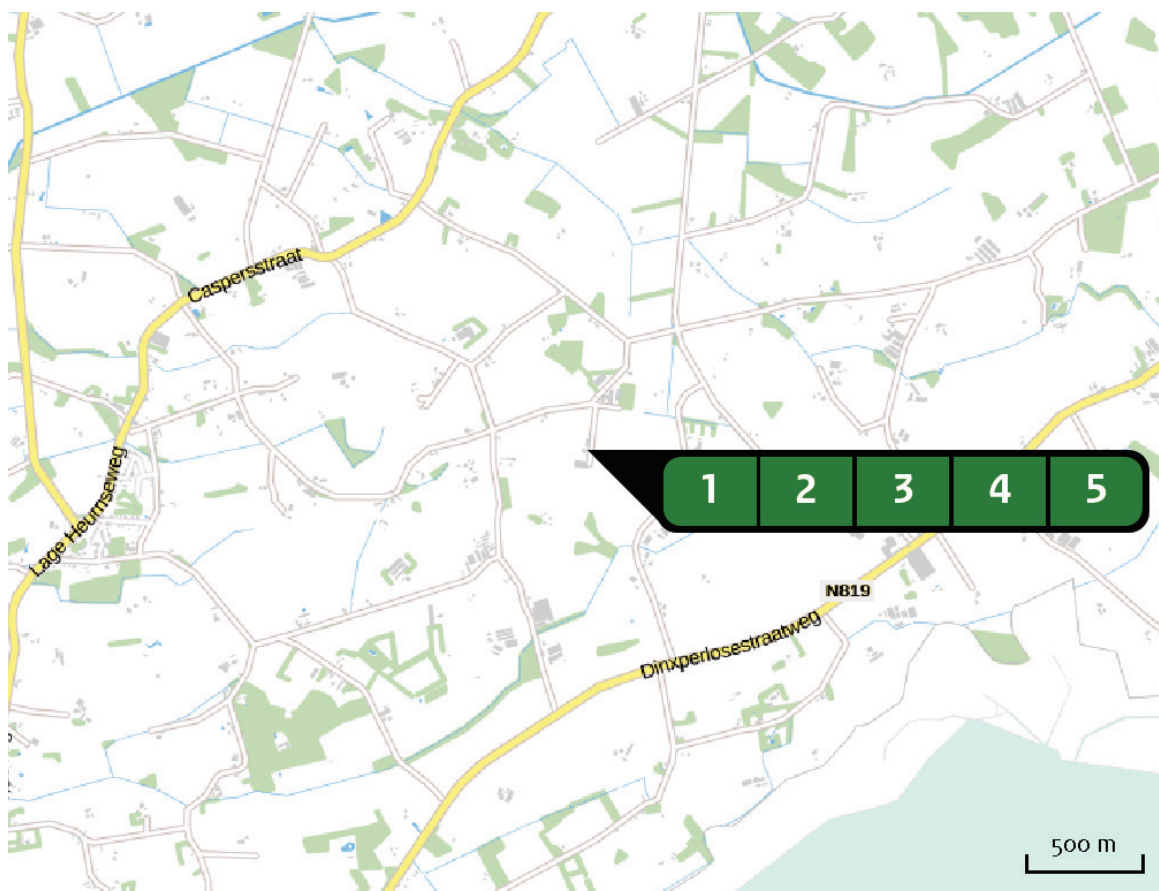 Caspersstraat
Lage Heurnseweg
1 2 3 4 5
N819
Dinxperlosestraatweg
500 m